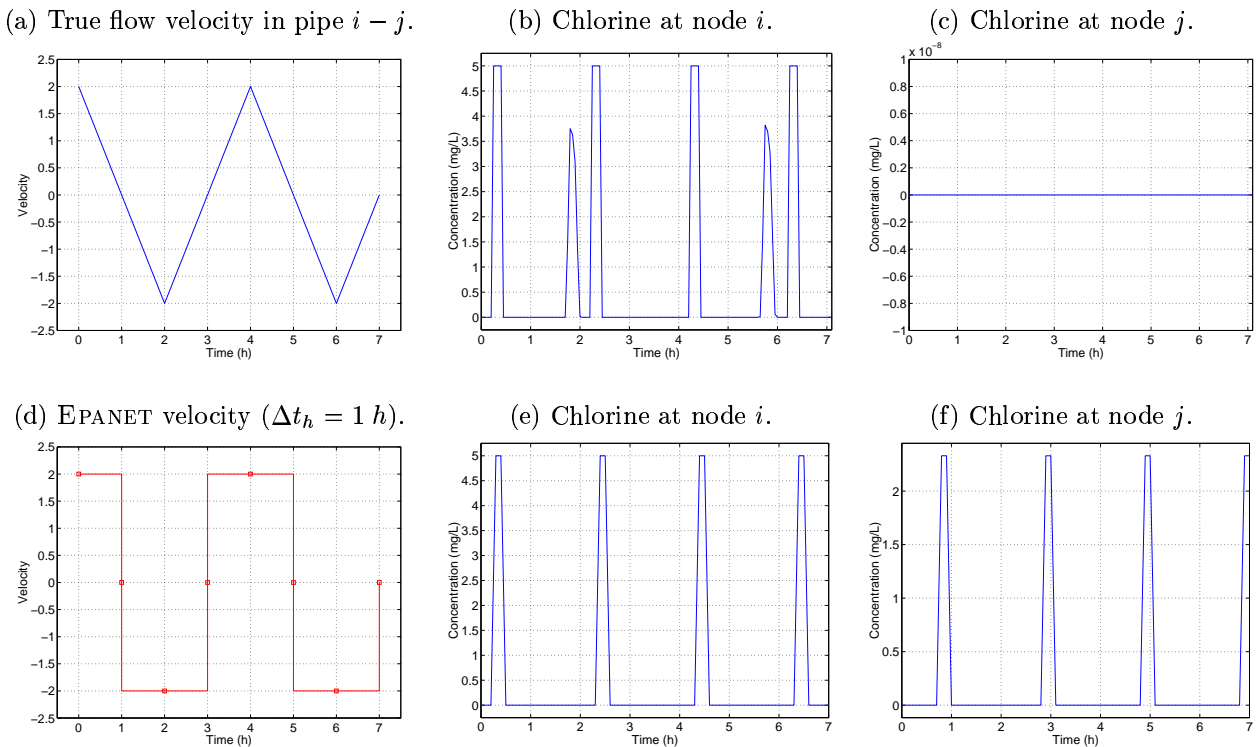 (a) True flow velocity in pipe i − j.
(b) Chlorine at node i.
(c) Chlorine at node j.
2.5
2
1.5
1
0.5
0
−0.5
−1
−1.5
−2
−2.5
Velocity
0 1 2 3 4 5 6 7
Time (h)
5
4.5
4
3.5
3
2.5
2
1.5
1
0.5
0
Concentration (mg/L)
0 1 2 3 4 5 6 7
Time (h)
x 10⁻⁸
1
0.8
0.6
0.4
0.2
0
−0.2
−0.4
−0.6
−0.8
−1
Concentration (mg/L)
0 1 2 3 4 5 6 7
Time (h)
(d) EPANET velocity (Δtₕ = 1 h).
(e) Chlorine at node i.
(f) Chlorine at node j.
2.5
2
1.5
1
0.5
0
−0.5
−1
−1.5
−2
−2.5
Velocity
0 1 2 3 4 5 6 7
Time (h)
5
4.5
4
3.5
3
2.5
2
1.5
1
0.5
0
Concentration (mg/L)
0 1 2 3 4 5 6 7
Time (h)
2
1.5
1
0.5
0
Concentration (mg/L)
0 1 2 3 4 5 6 7
Time (h)